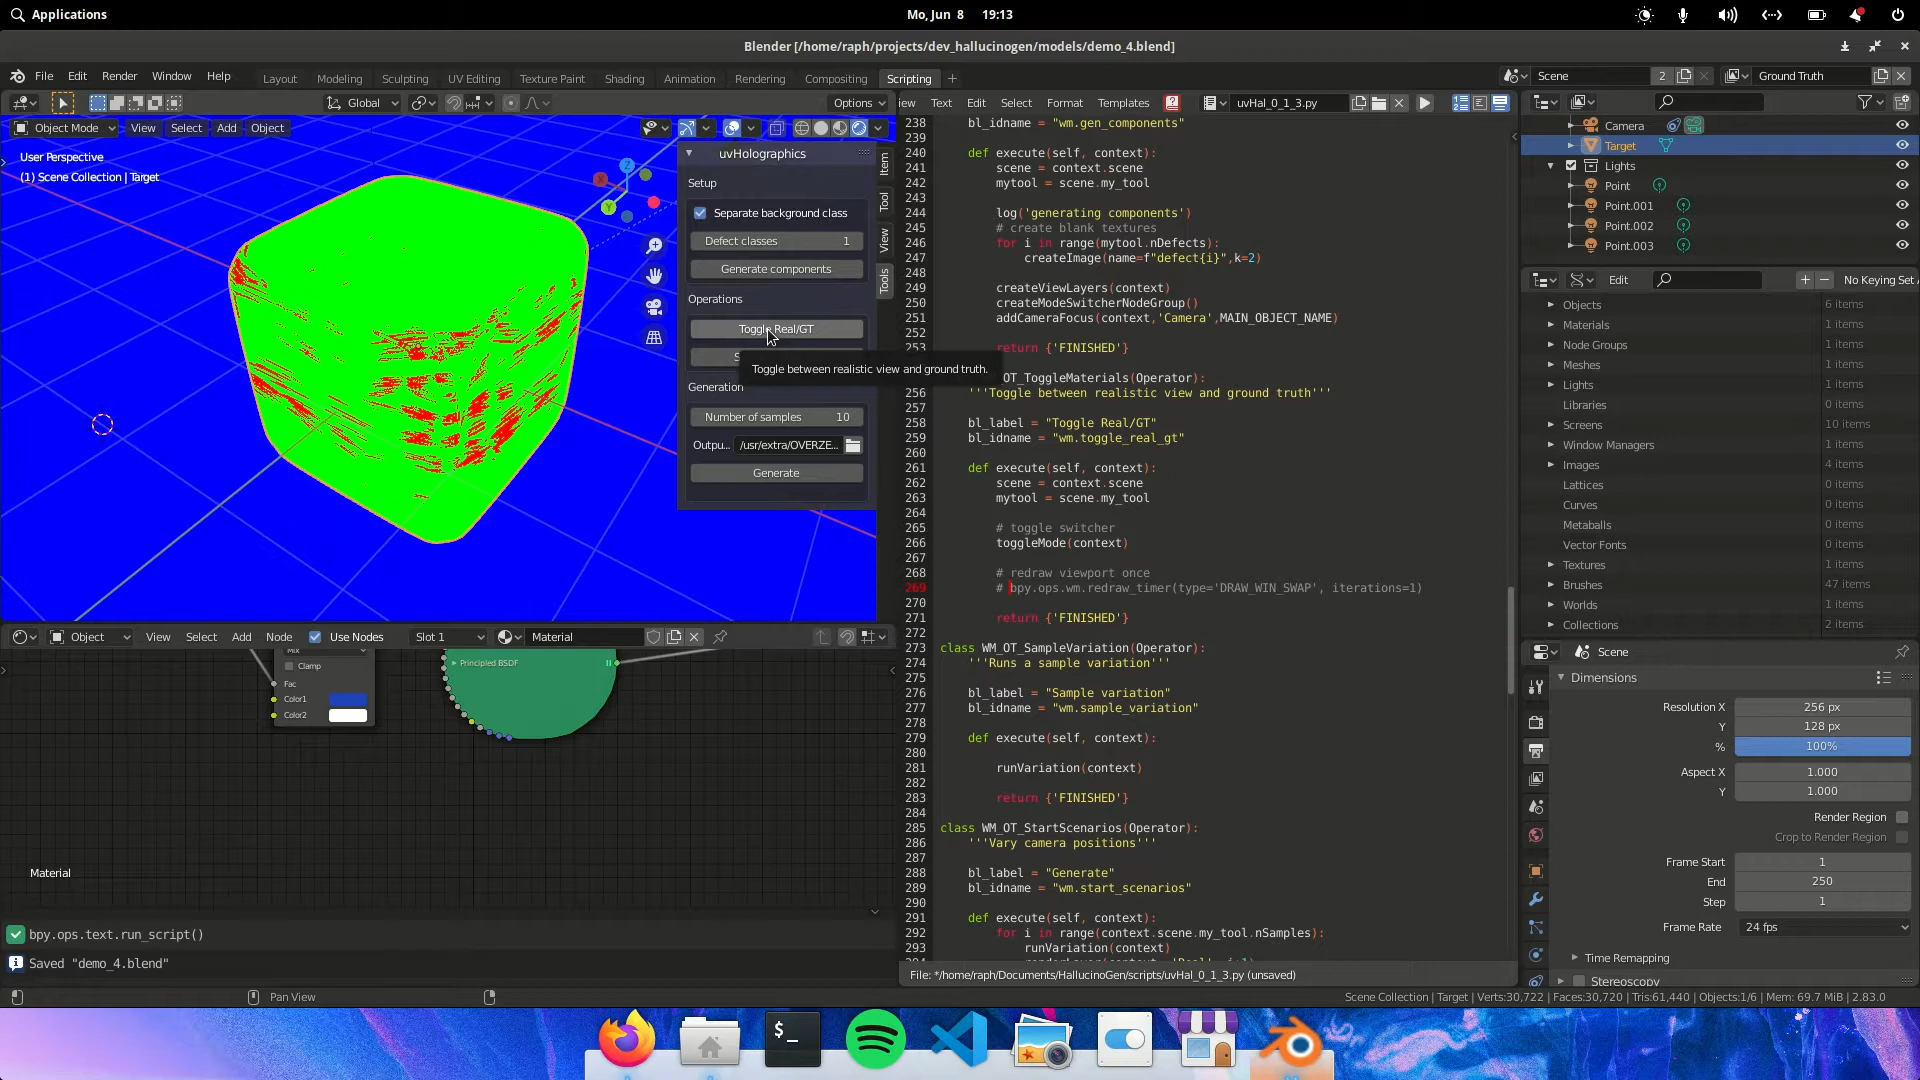 Applications
Mo, Jun 8 19:13
Blender [/home/raph/projects/dev_hallucinogen/models/demo_4.blend]
File Edit Render Window Help
Layout Modeling Sculpting UV Editing Texture Paint Shading Animation Rendering Compositing Scripting +
Scene 2
Ground Truth
Global
Options
iew Text Edit Select Format Templates
uvHal_0_1_3.py
Object Mode View Select Add Object
User Perspective
(1) Scene Collection | Target
Z
Y
uvHolographics
Setup
Separate background class
Defect classes 1
Generate components
Operations
Toggle Real/GT
S
Toggle between realistic view and ground truth.
Generation
Number of samples 10
Outpu... /usr/extra/OVERZE...
Generate
Item
Tool
View
Tools
238 bl_idname = "wm.gen_components"
239
240 def execute(self, context):
241 scene = context.scene
242 mytool = scene.my_tool
243
244 log('generating components')
245 # create blank textures
246 for i in range(mytool.nDefects):
247 createImage(name=f"defect{i}",k=2)
248
249 createViewLayers(context)
250 createModeSwitcherNodeGroup()
251 addCameraFocus(context,'Camera',MAIN_OBJECT_NAME)
252
253 return {'FINISHED'}
OT_ToggleMaterials(Operator):
256 '''Toggle between realistic view and ground truth'''
257
258 bl_label = "Toggle Real/GT"
259 bl_idname = "wm.toggle_real_gt"
260
261 def execute(self, context):
262 scene = context.scene
263 mytool = scene.my_tool
264
265 # toggle switcher
266 toggleMode(context)
267
268 # redraw viewport once
269 # bpy.ops.wm.redraw_timer(type='DRAW_WIN_SWAP', iterations=1)
270
271 return {'FINISHED'}
272
273 class WM_OT_SampleVariation(Operator):
274 '''Runs a sample variation'''
275
276 bl_label = "Sample variation"
277 bl_idname = "wm.sample_variation"
278
279 def execute(self, context):
280
281 runVariation(context)
282
283 return {'FINISHED'}
284
285 class WM_OT_StartScenarios(Operator):
286 '''Vary camera positions'''
287
288 bl_label = "Generate"
289 bl_idname = "wm.start_scenarios"
290
291 def execute(self, context):
292 for i in range(context.scene.my_tool.nSamples):
293 runVariation(context)
File: */home/raph/Documents/HallucinoGen/scripts/uvHal_0_1_3.py (unsaved)
Camera
Target
Lights
Point
Point.001
Point.002
Point.003
Edit
No Keying Set
Objects 6 items
Materials 1 items
Node Groups 1 items
Meshes 1 items
Lights 4 items
Libraries 0 items
Screens 10 items
Window Managers 1 items
Images 4 items
Lattices 0 items
Curves 0 items
Metaballs 0 items
Vector Fonts 0 items
Textures 0 items
Brushes 47 items
Worlds 1 items
Collections 2 items
Scene
Dimensions
Resolution X 256 px
Y 128 px
% 100%
Aspect X 1.000
Y 1.000
Render Region
Crop to Render Region
Frame Start 1
End 250
Step 1
Frame Rate 24 fps
Time Remapping
Stereoscopy
Object View Select Add Node Use Nodes Slot 1 Material
Mix
Clamp
Fac
Color1
Color2
Principled BSDF
Material
bpy.ops.text.run_script()
Saved "demo_4.blend"
Pan View
Scene Collection | Target | Verts:30,722 | Faces:30,720 | Tris:61,440 | Objects:1/6 | Mem: 69.7 MiB | 2.83.0
$_